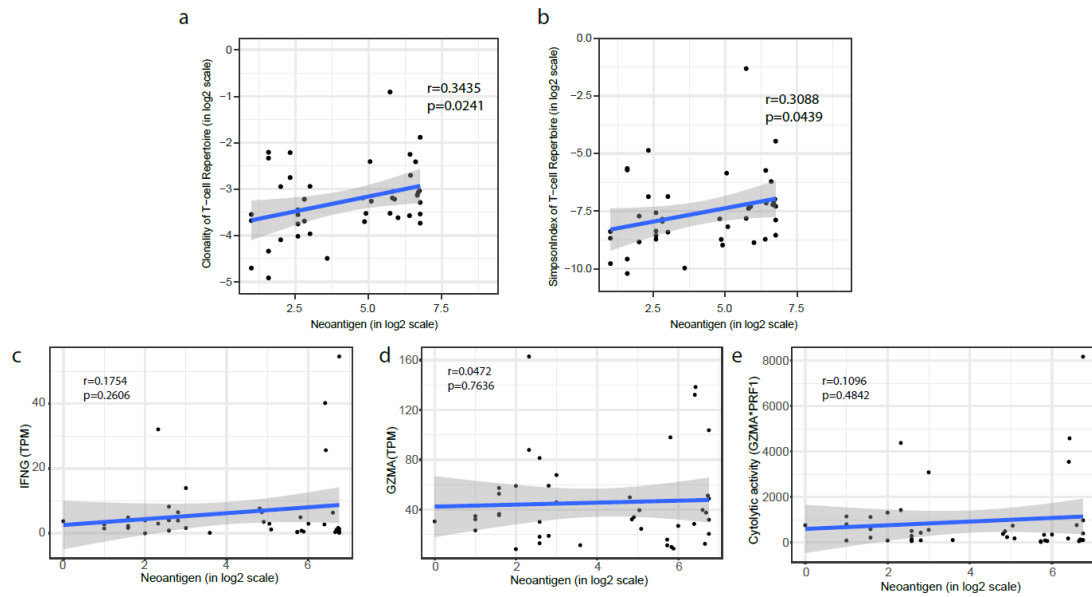 a
0
−1
−2
−3
−4
−5
Clonality of T−cell Repertoire (in log2 scale)
r=0.3435
p=0.0241
2.5
5.0
7.5
Neoantigen (in log2 scale)
b
0.0
−2.5
−5.0
−7.5
−10.0
SimpsonIndex of T−cell Repertoire (in log2 scale)
r=0.3088
p=0.0439
2.5
5.0
7.5
Neoantigen (in log2 scale)
c
40
20
0
IFNG (TPM)
r=0.1754
p=0.2606
0
2
4
6
Neoantigen (in log2 scale)
d
160
120
80
40
GZMA(TPM)
r=0.0472
p=0.7636
0
2
4
6
Neoantigen (in log2 scale)
e
8000
6000
4000
2000
0
Cytolytic activity (GZMA*PRF1)
r=0.1096
p=0.4842
0
2
4
6
Neoantigen (in log2 scale)